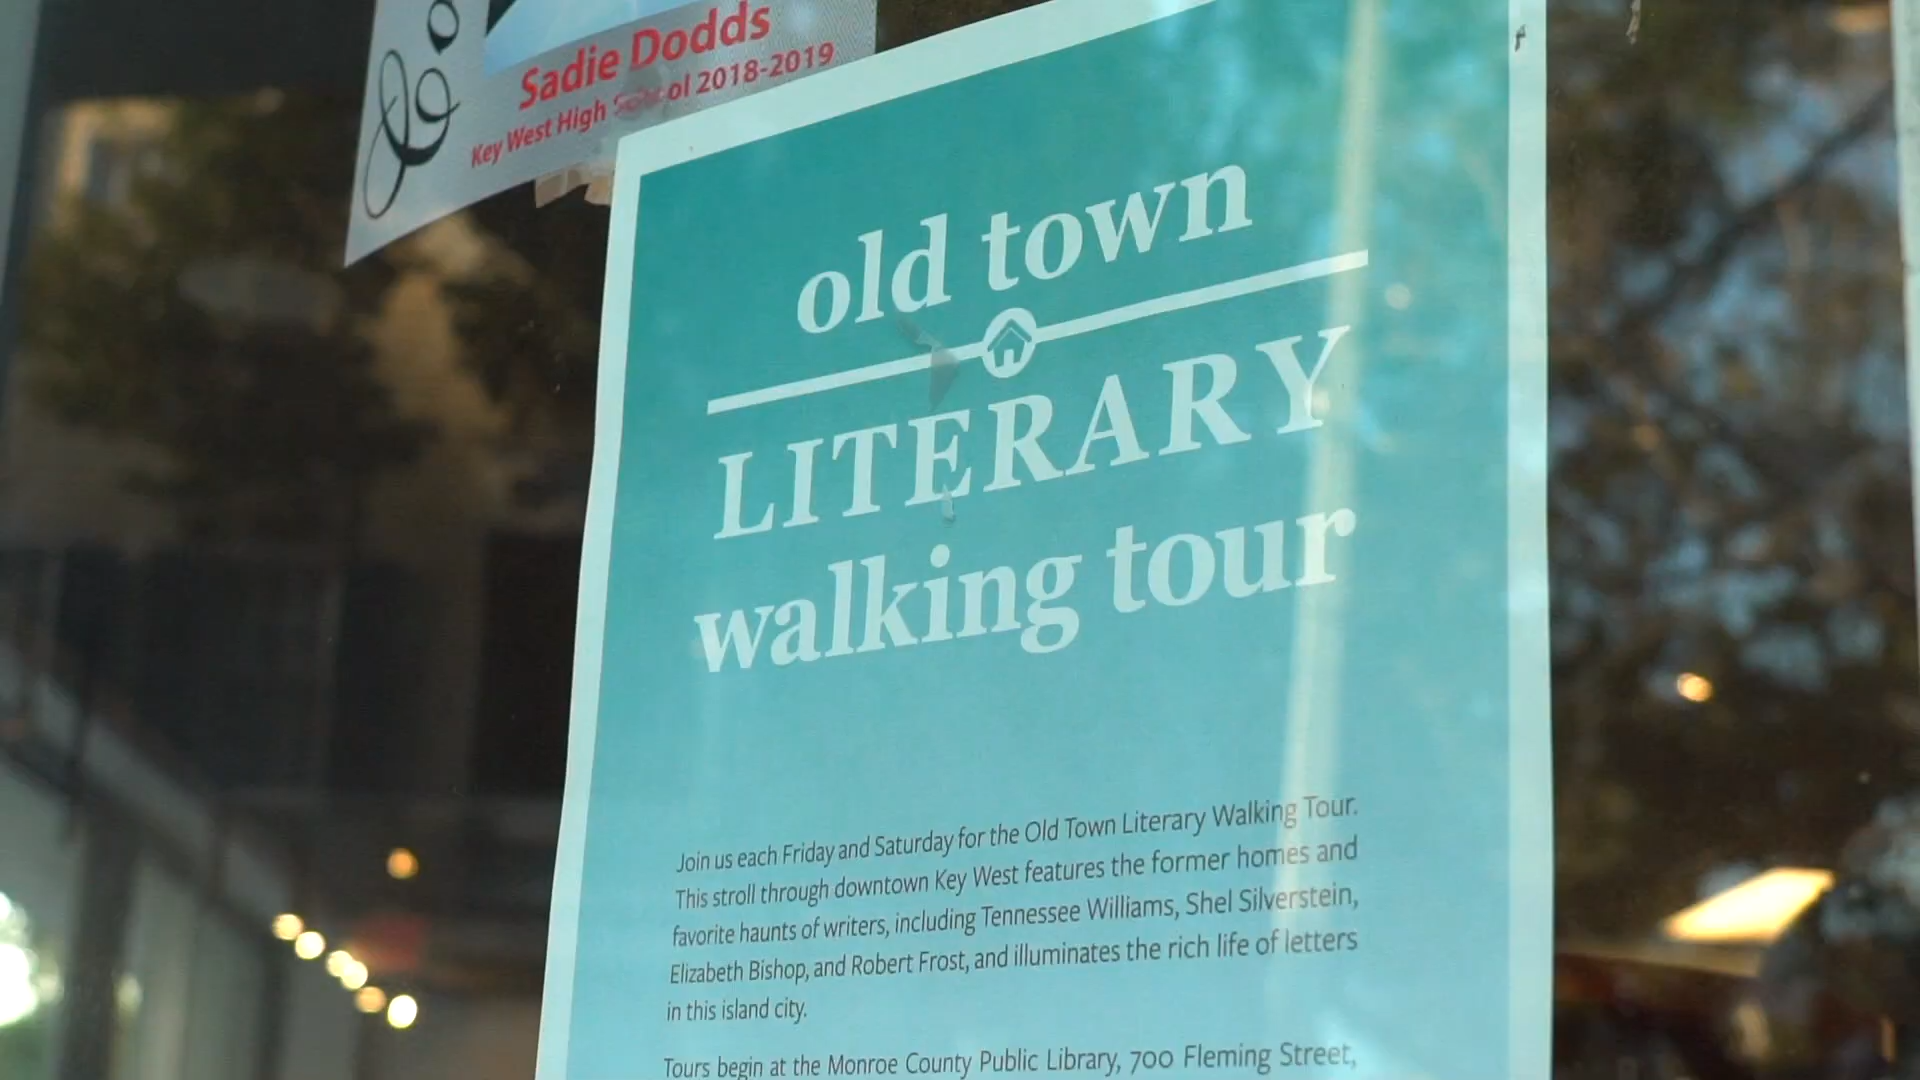 Sadie Dodds
Key West High School 2018-2019
old town
LITERARY
walking tour
Join us each Friday and Saturday for the Old Town Literary Walking Tour.
This stroll through downtown Key West features the former homes and
favorite haunts of writers, including Tennessee Williams, Shel Silverstein,
Elizabeth Bishop, and Robert Frost, and illuminates the rich life of letters
in this island city.
Tours begin at the Monroe County Public Library, 700 Fleming Street,